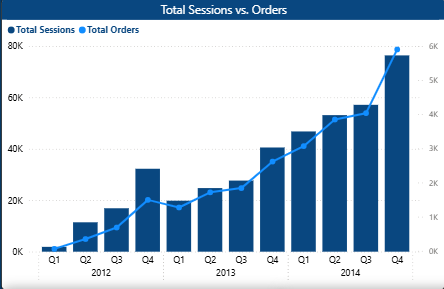 Total Sessions vs. Orders
Total Sessions Total Orders
80K
60K
40K
20K
0K
6K
5K
4K
3K
2K
1K
0K
Q1 Q2 Q3 Q4 Q1 Q2 Q3 Q4 Q1 Q2 Q3 Q4
2012 2013 2014